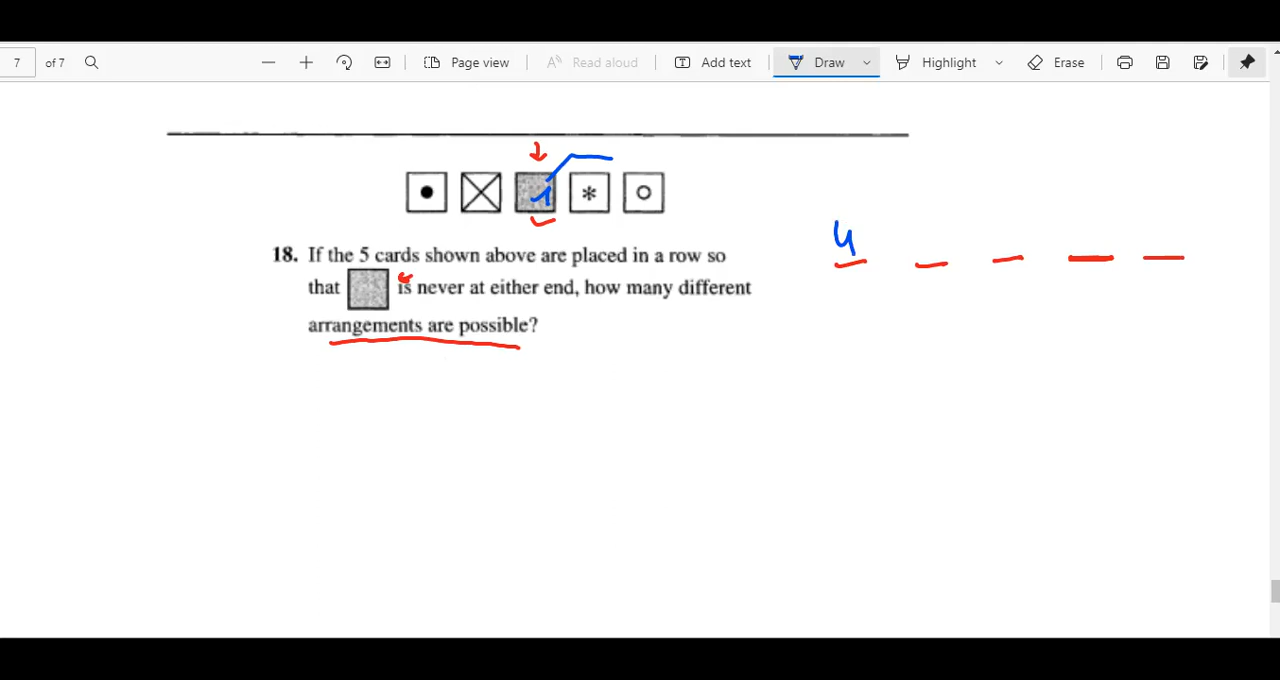 7 of 7 Page view Read aloud Add text Draw Highlight Erase
1
4
18. If the 5 cards shown above are placed in a row so
that is never at either end, how many different
arrangements are possible?